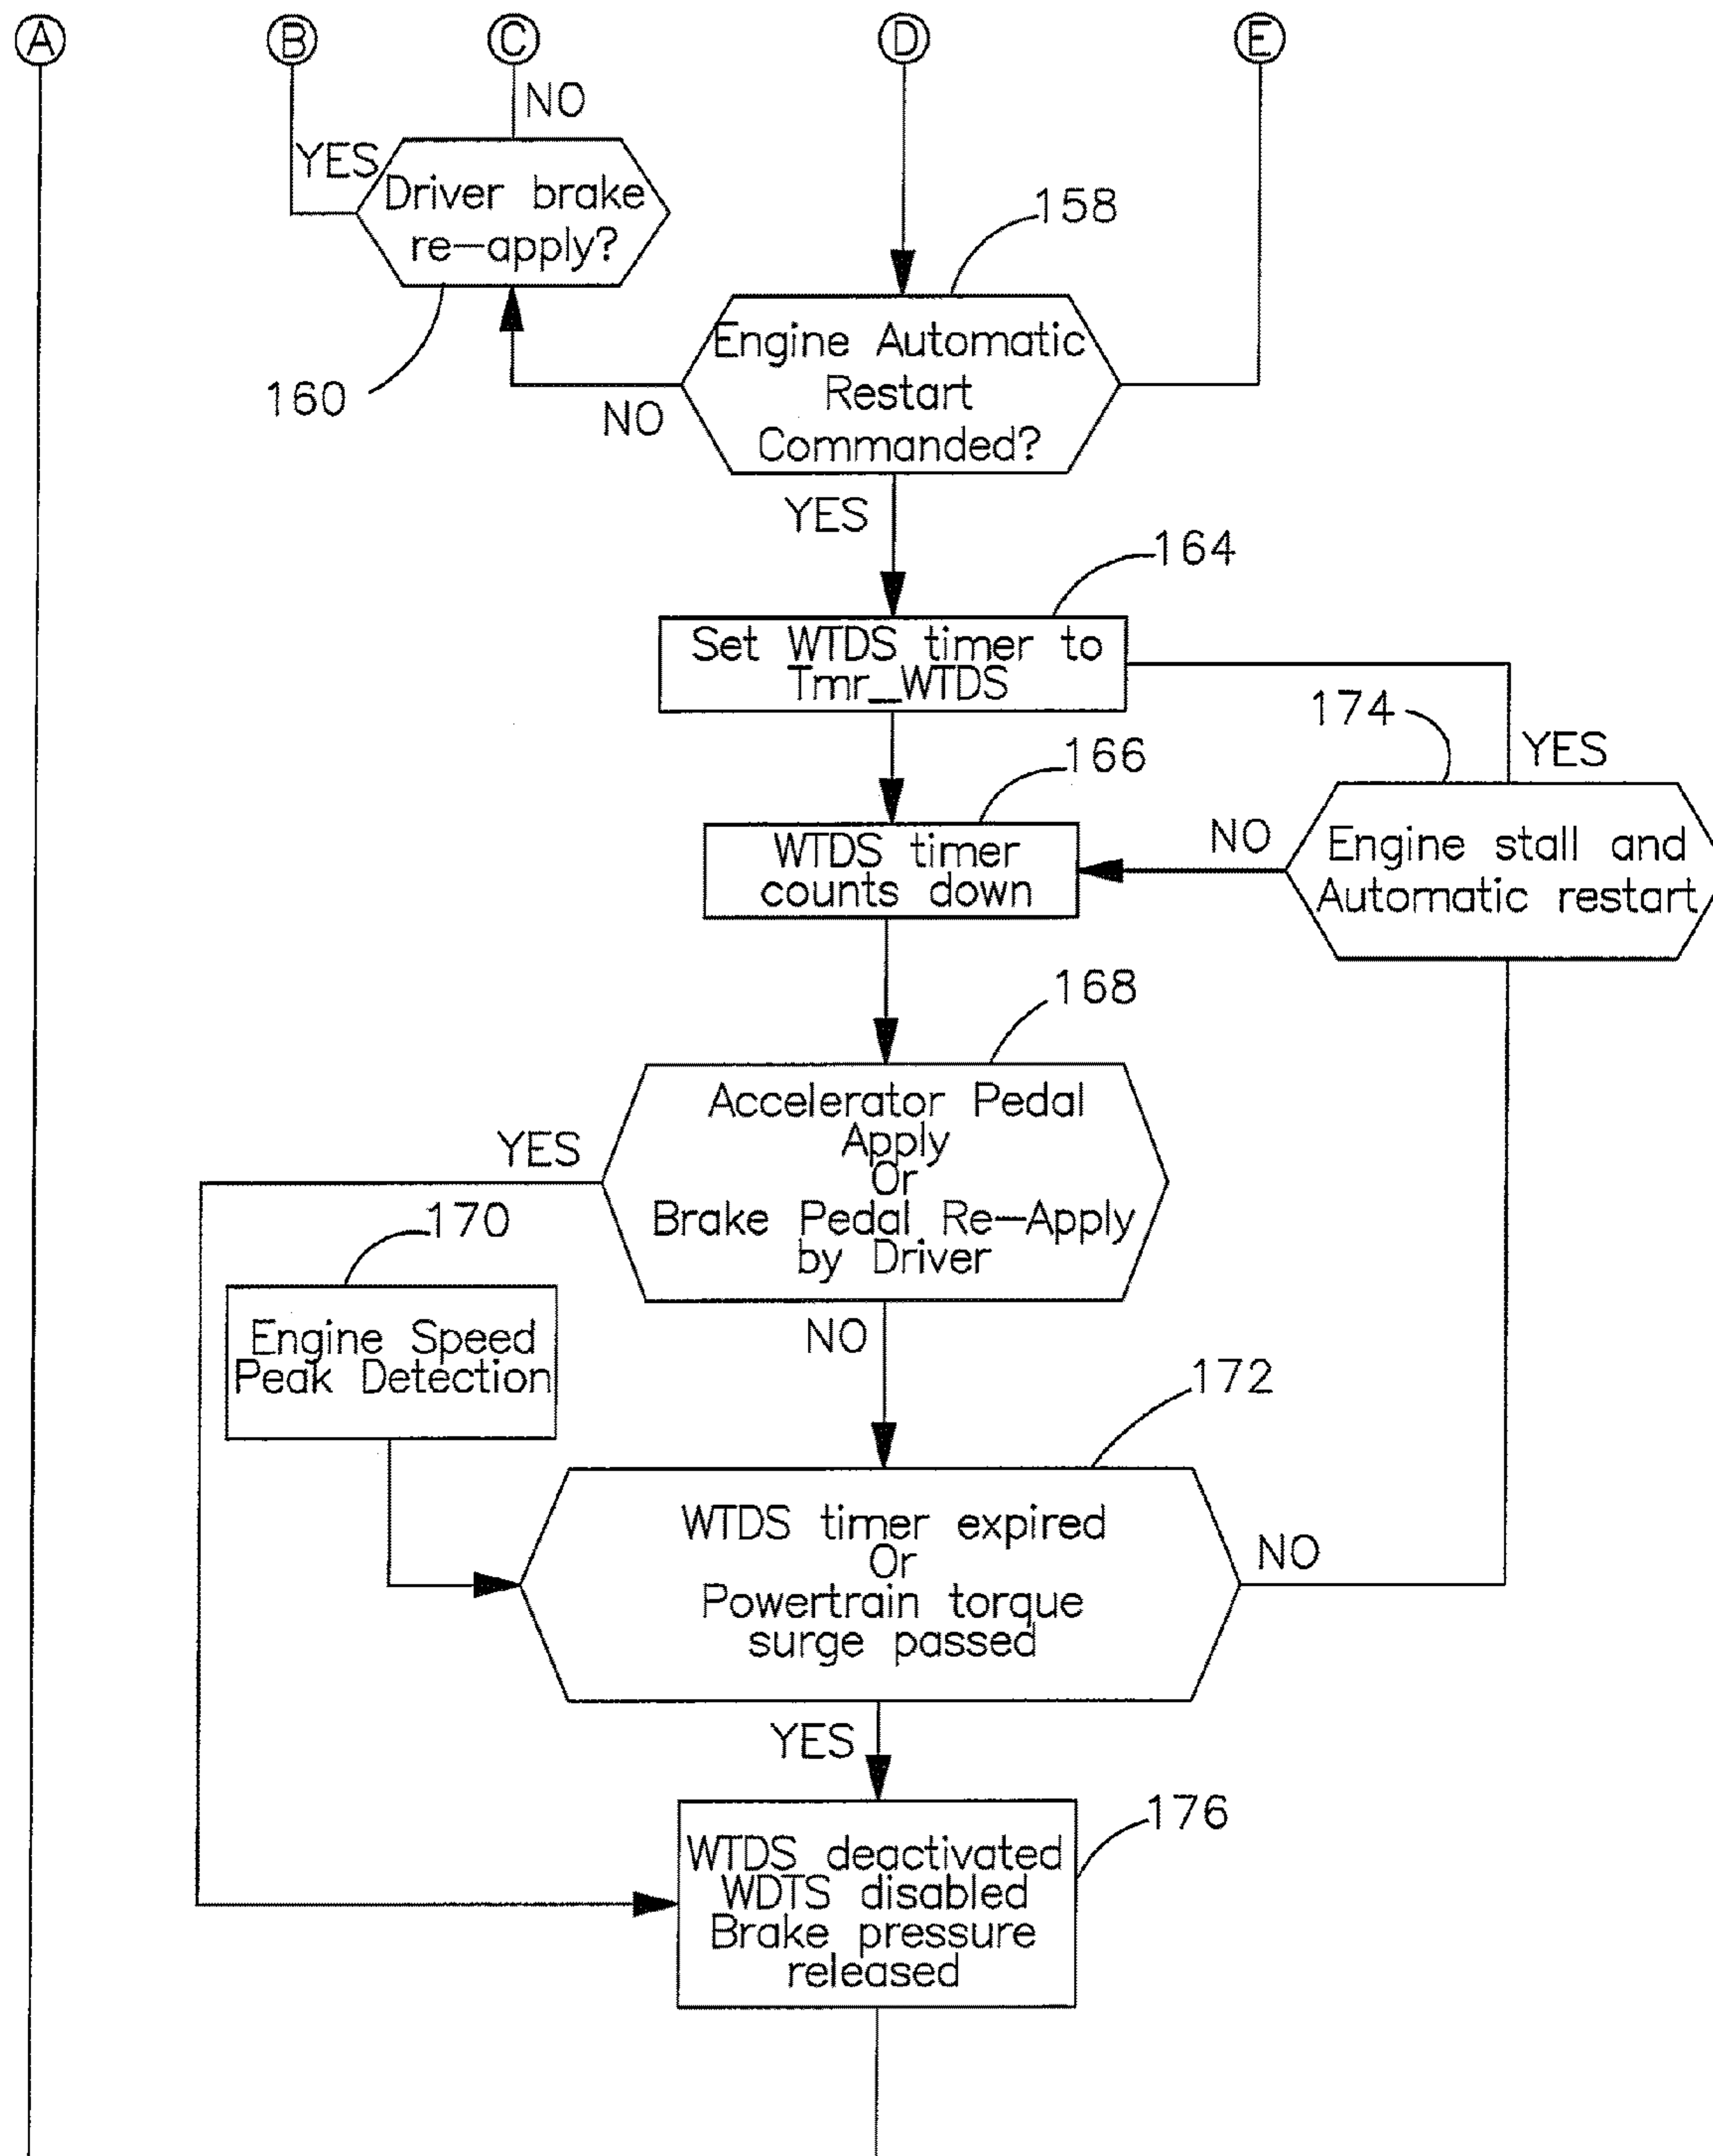 A
B
C
D
E
NO
YES
Driver brake
re-apply?
160
158
Engine Automatic
Restart
Commanded?
NO
YES
164
Set WTDS timer to
Tmr_WTDS
174
YES
166
WTDS timer
counts down
NO
Engine stall and
Automatic restart
168
Accelerator Pedal
Apply
Or
Brake Pedal Re-Apply
by Driver
YES
170
Engine Speed
Peak Detection
NO
172
WTDS timer expired
Or
Powertrain torque
surge passed
NO
YES
176
WTDS deactivated
WDTS disabled
Brake pressure
released